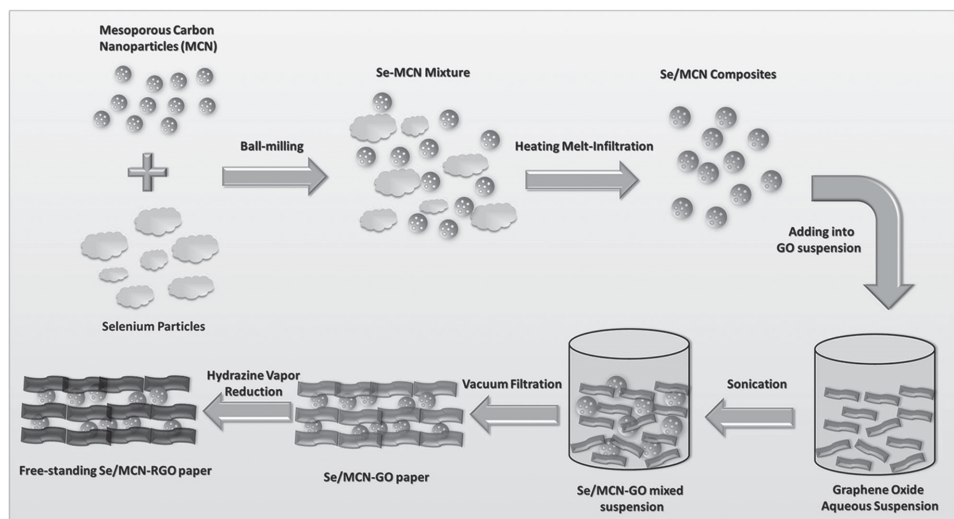 Mesoporous Carbon
Nanoparticles (MCN)
Se-MCN Mixture
Se/MCN Composites
Ball-milling
Heating Melt-Infiltration
Adding into
GO suspension
Selenium Particles
Hydrazine Vapor
Reduction
Vacuum Filtration
Sonication
Free-standing Se/MCN-RGO paper
Se/MCN-GO paper
Se/MCN-GO mixed
suspension
Graphene Oxide
Aqueous Suspension